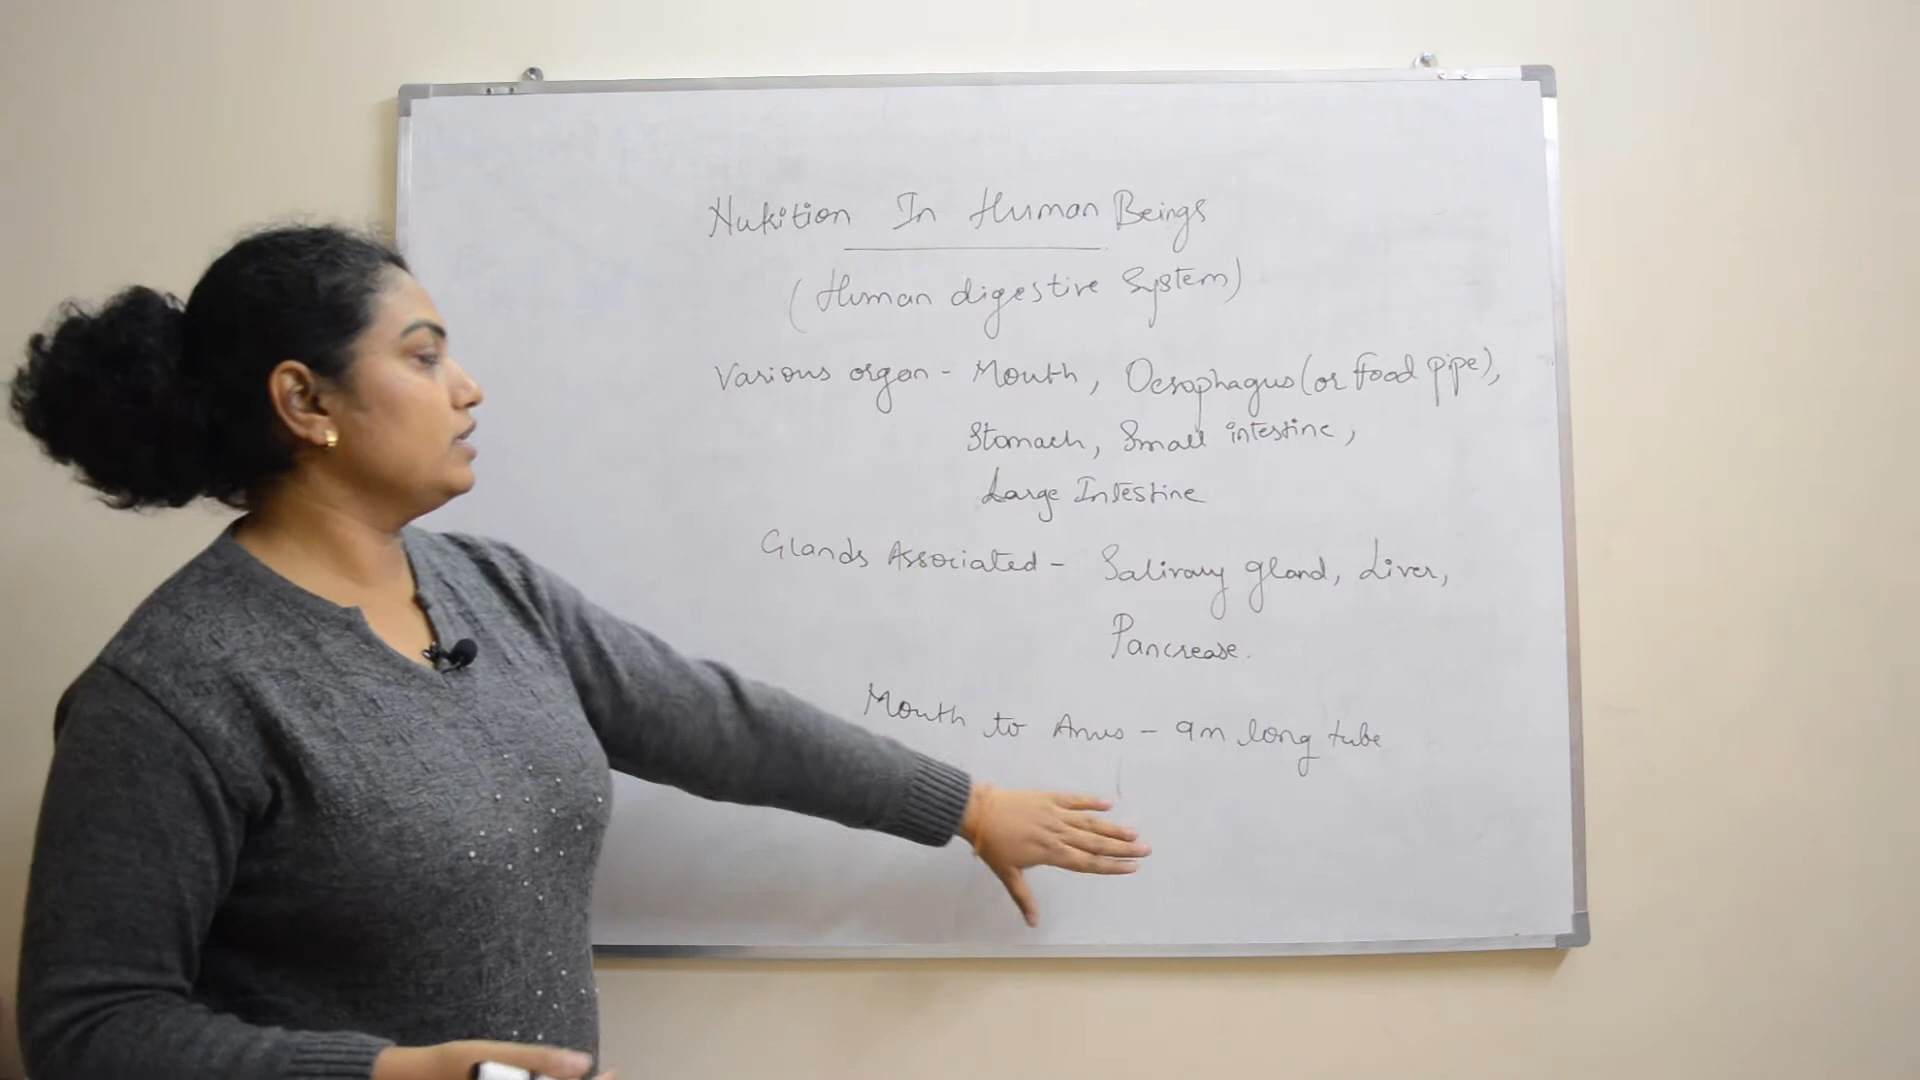 Nutrition In Human Beings
(Human digestive System)
Various organ - Mouth, Oesophagus (or food pipe),
Stomach, Small intestine,
Large Intestine
Glands Associated - Salivary gland, Liver,
Pancrease.
Mouth to Anus - 9m long tube